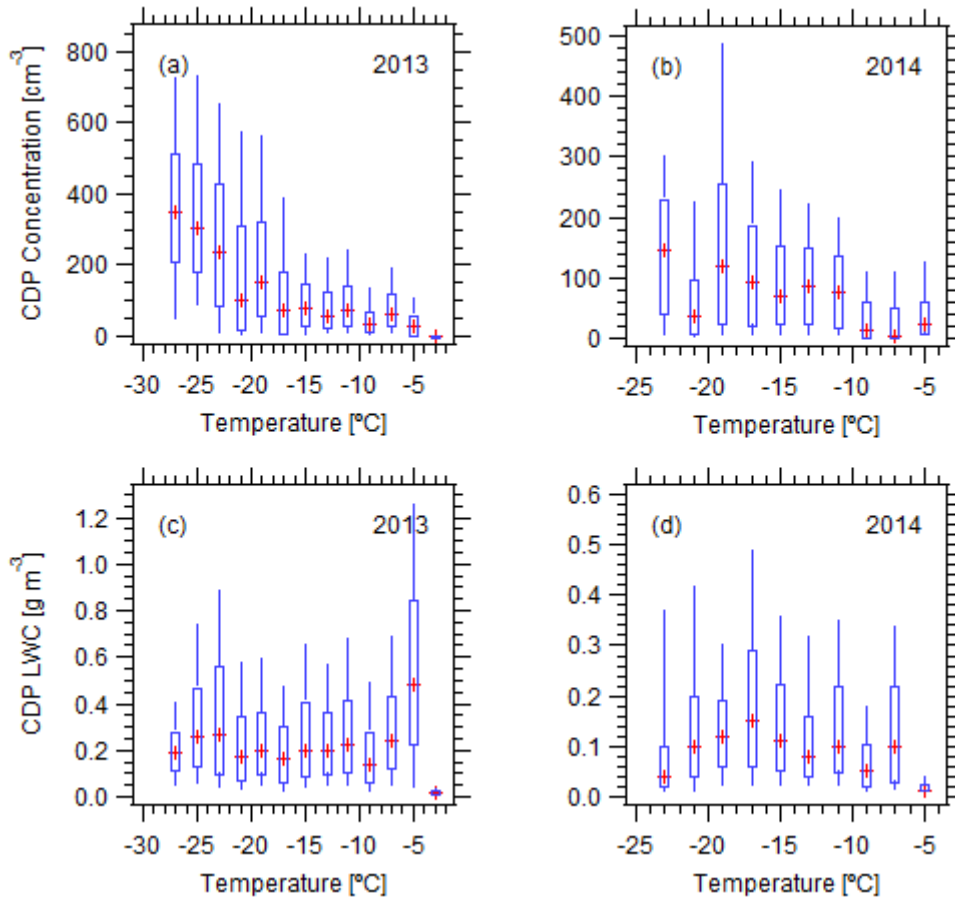 (a) 2013
CDP Concentration [cm⁻³]
800
600
400
200
0
-30 -25 -20 -15 -10 -5
Temperature [ºC]
(b) 2014
500
400
300
200
100
0
-25 -20 -15 -10 -5
Temperature [ºC]
(c) 2013
CDP LWC [g m⁻³]
1.2
1.0
0.8
0.6
0.4
0.2
0.0
-30 -25 -20 -15 -10 -5
Temperature [ºC]
(d) 2014
0.6
0.5
0.4
0.3
0.2
0.1
0.0
-25 -20 -15 -10 -5
Temperature [ºC]